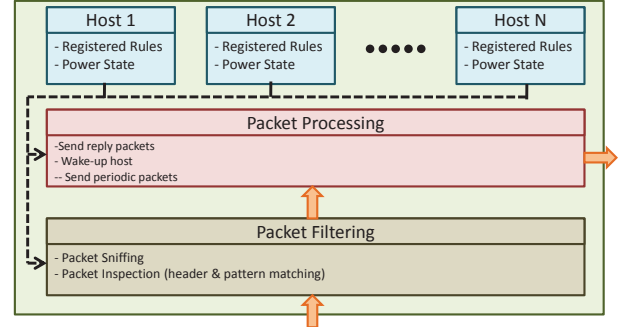 Host 1
- Registered Rules
- Power State
Host 2
- Registered Rules
- Power State
Host N
- Registered Rules
- Power State
Packet Processing
-Send reply packets
- Wake-up host
-- Send periodic packets
Packet Filtering
- Packet Sniffing
- Packet Inspection (header & pattern matching)